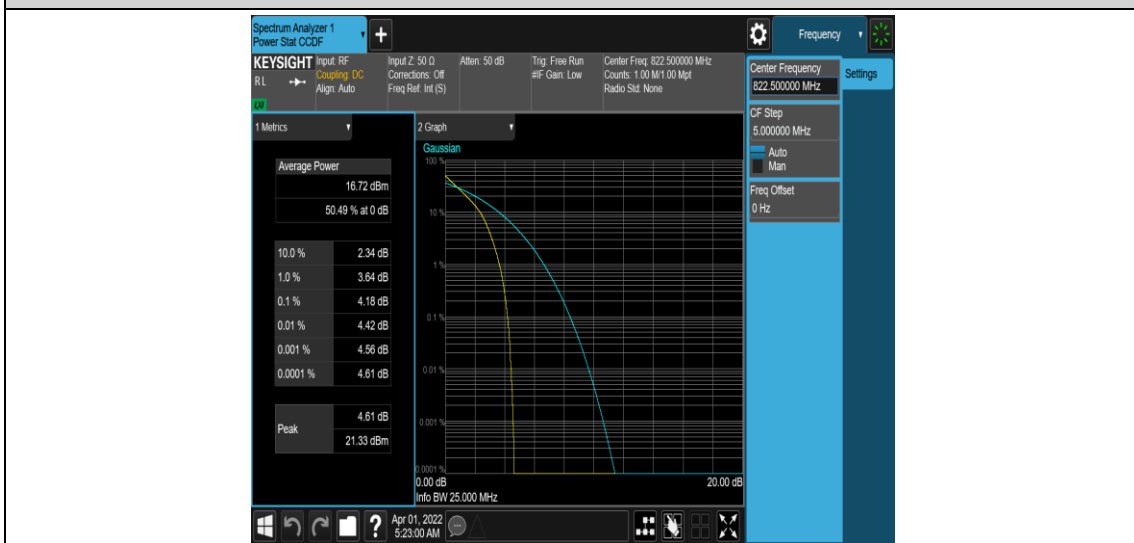 Spectrum Analyzer 1
Power Stat CCDF
+
Frequency
KEYSIGHT
RL
LXI
Input: RF
Coupling: DC
Align: Auto
Input Z: 50 Ω
Corrections: Off
Freq Ref: Int (S)
Atten: 50 dB
Trig: Free Run
#IF Gain: Low
Center Freq: 822.500000 MHz
Counts: 1.00 M/1.00 Mpt
Radio Std: None
Center Frequency
822.500000 MHz
Settings
CF Step
5.000000 MHz
Auto
Man
Freq Offset
0 Hz
1 Metrics
Average Power
16.72 dBm
50.49 % at 0 dB
10.0 % 2.34 dB
1.0 % 3.64 dB
0.1 % 4.18 dB
0.01 % 4.42 dB
0.001 % 4.56 dB
0.0001 % 4.61 dB
Peak
4.61 dB
21.33 dBm
2 Graph
Gaussian
100 %
10 %
1 %
0.1 %
0.01 %
0.001 %
0.0001 %
0.00 dB 20.00 dB
Info BW 25.000 MHz
?
Apr 01, 2022
5:23:00 AM